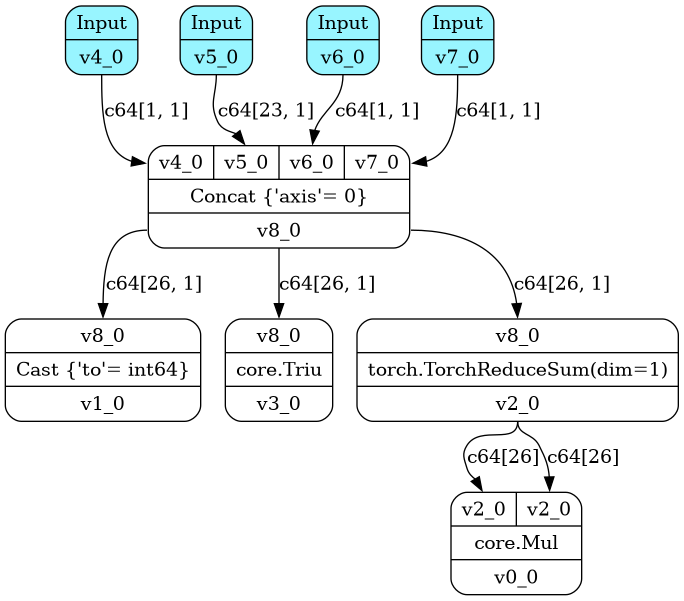 Input Input Input Input
v4_0 v5_0 v6_0 v7_0
c64[1, 1] c64[23, 1] c64[1, 1] c64[1, 1]
v4_0 v5_0 v6_0 v7_0
Concat {'axis'= 0}
v8_0
c64[26, 1] c64[26, 1] c64[26, 1]
v8_0 v8_0 v8_0
Cast {'to'= int64} core.Triu torch.TorchReduceSum(dim=1)
v1_0 v3_0 v2_0
c64[26] c64[26]
v2_0 v2_0
core.Mul
v0_0